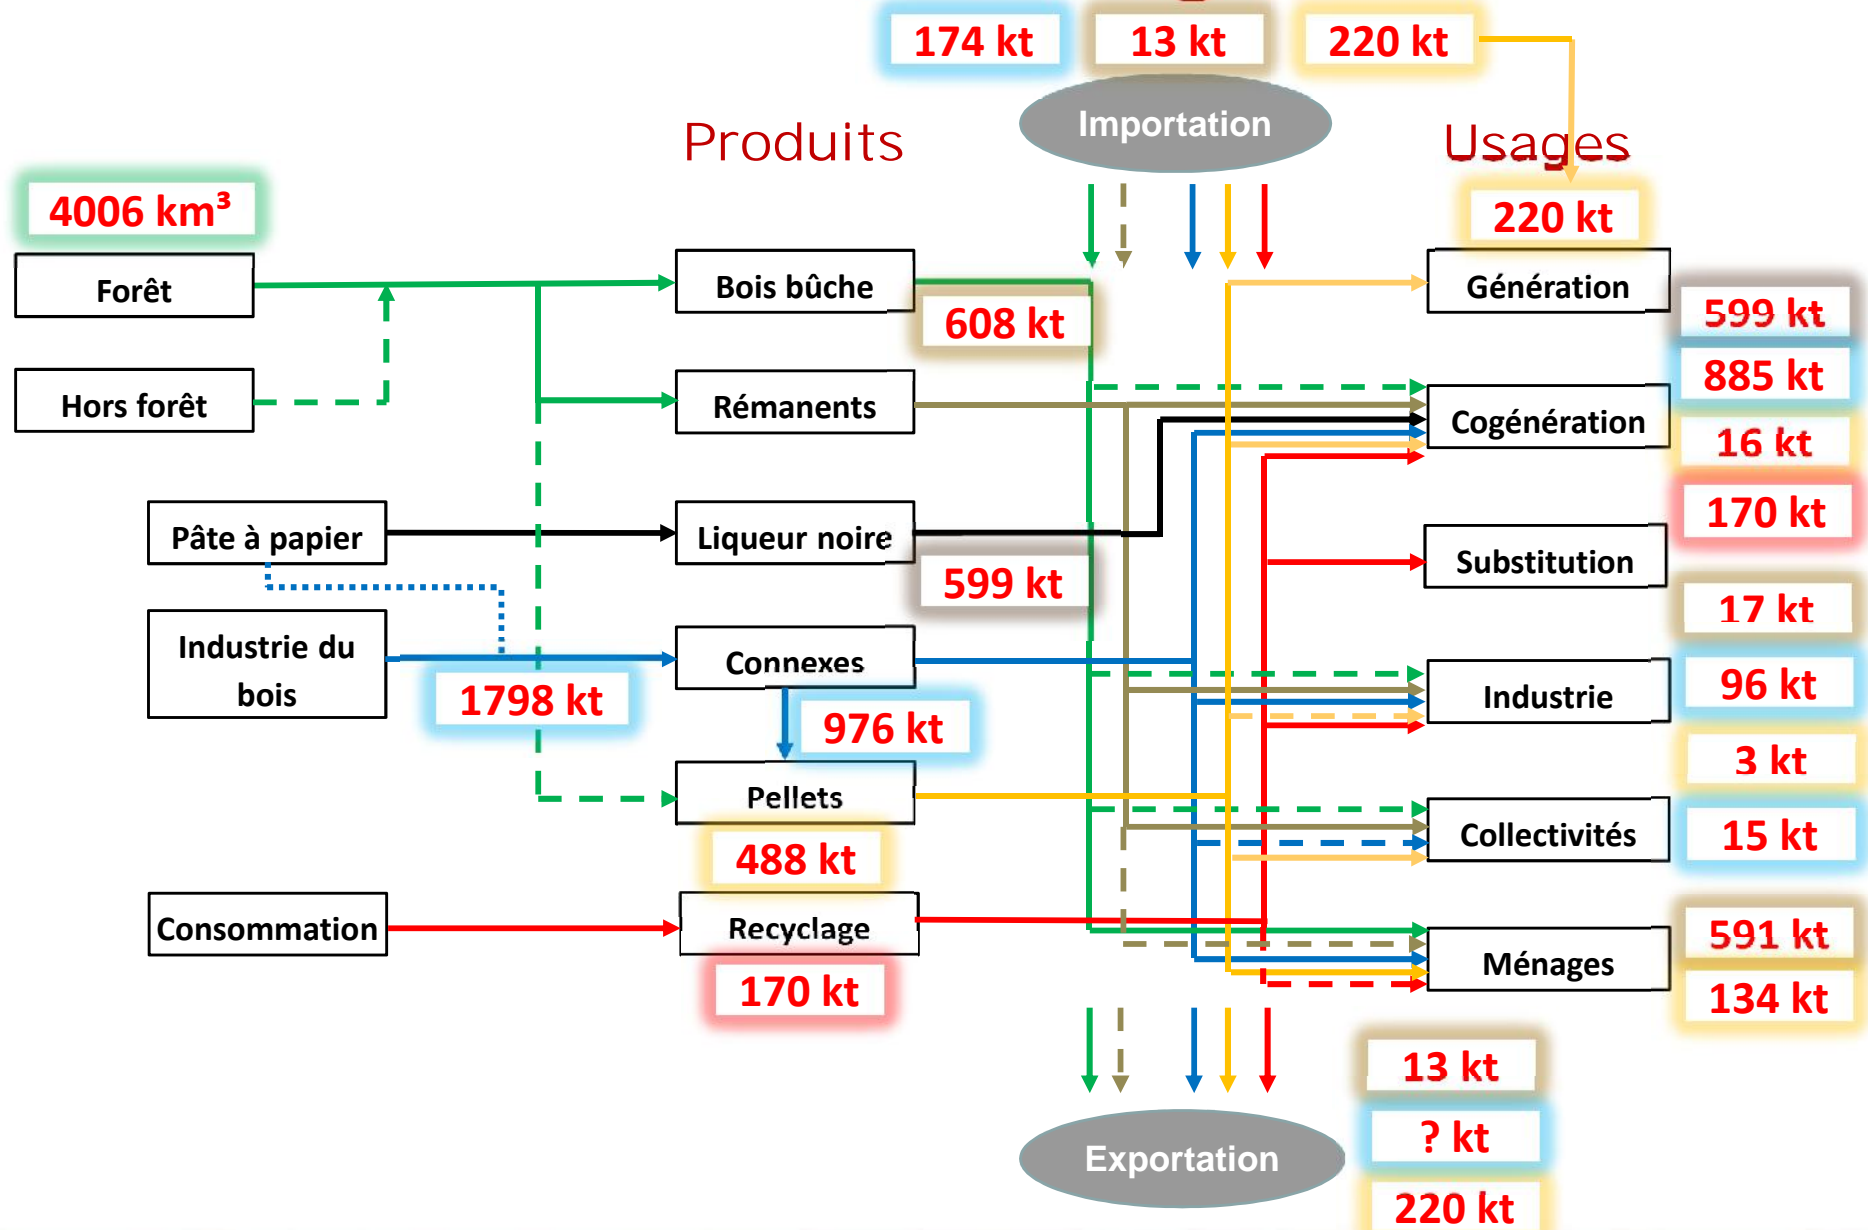 174 kt
13 kt
220 kt
Importation
Produits
Usages
4006 km³
220 kt
Forêt
Bois bûche
Génération
608 kt
599 kt
Hors forêt
Rémanents
885 kt
Cogénération
16 kt
170 kt
Pâte à papier
Liqueur noire
Substitution
599 kt
17 kt
Industrie du
bois
Connexes
Industrie
96 kt
1798 kt
976 kt
3 kt
Pellets
Collectivités
15 kt
488 kt
Consommation
Recyclage
591 kt
Ménages
170 kt
134 kt
13 kt
? kt
Exportation
220 kt